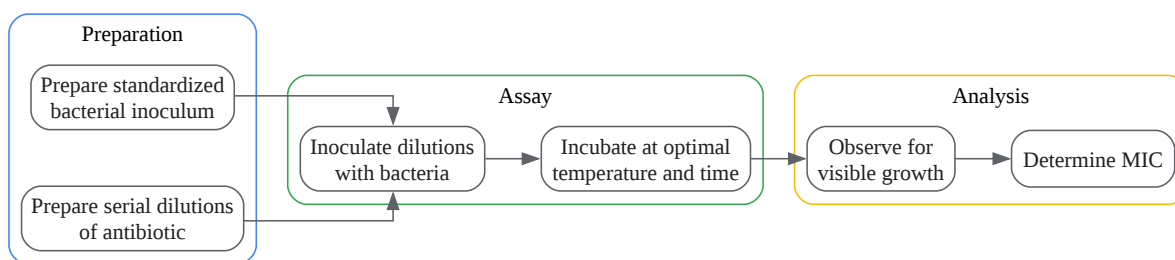 Preparation
Prepare standardized
bacterial inoculum
Prepare serial dilutions
of antibiotic
Assay
Inoculate dilutions
with bacteria
Incubate at optimal
temperature and time
Analysis
Observe for
visible growth
Determine MIC